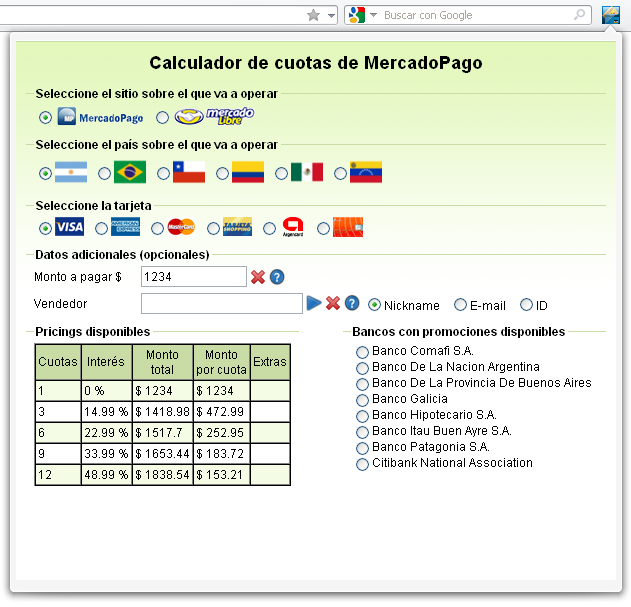 Buscar con Google
Calculador de cuotas de MercadoPago
Seleccione el sitio sobre el que va a operar
MP MercadoPago mercado libre
Seleccione el país sobre el que va a operar
Seleccione la tarjeta
VISA AMERICAN EXPRESS MasterCard TARJETA SHOPPING Argencard
Datos adicionales (opcionales)
Monto a pagar $ 1234
Vendedor Nickname E-mail ID
Pricings disponibles
Cuotas Interés Monto total Monto por cuota Extras
1 0 % $ 1234 $ 1234
3 14.99 % $ 1418.98 $ 472.99
6 22.99 % $ 1517.7 $ 252.95
9 33.99 % $ 1653.44 $ 183.72
12 48.99 % $ 1838.54 $ 153.21
Bancos con promociones disponibles
Banco Comafi S.A.
Banco De La Nacion Argentina
Banco De La Provincia De Buenos Aires
Banco Galicia
Banco Hipotecario S.A.
Banco Itau Buen Ayre S.A.
Banco Patagonia S.A.
Citibank National Association